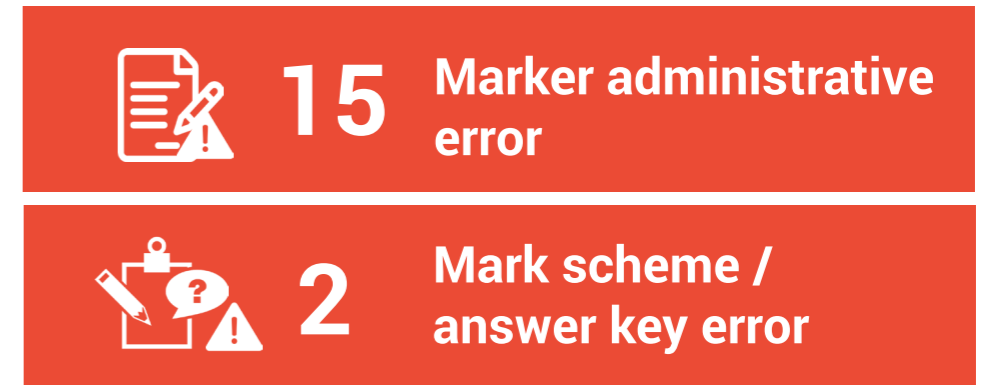 15
Marker administrative
error
2
Mark scheme /
answer key error
?
!
!